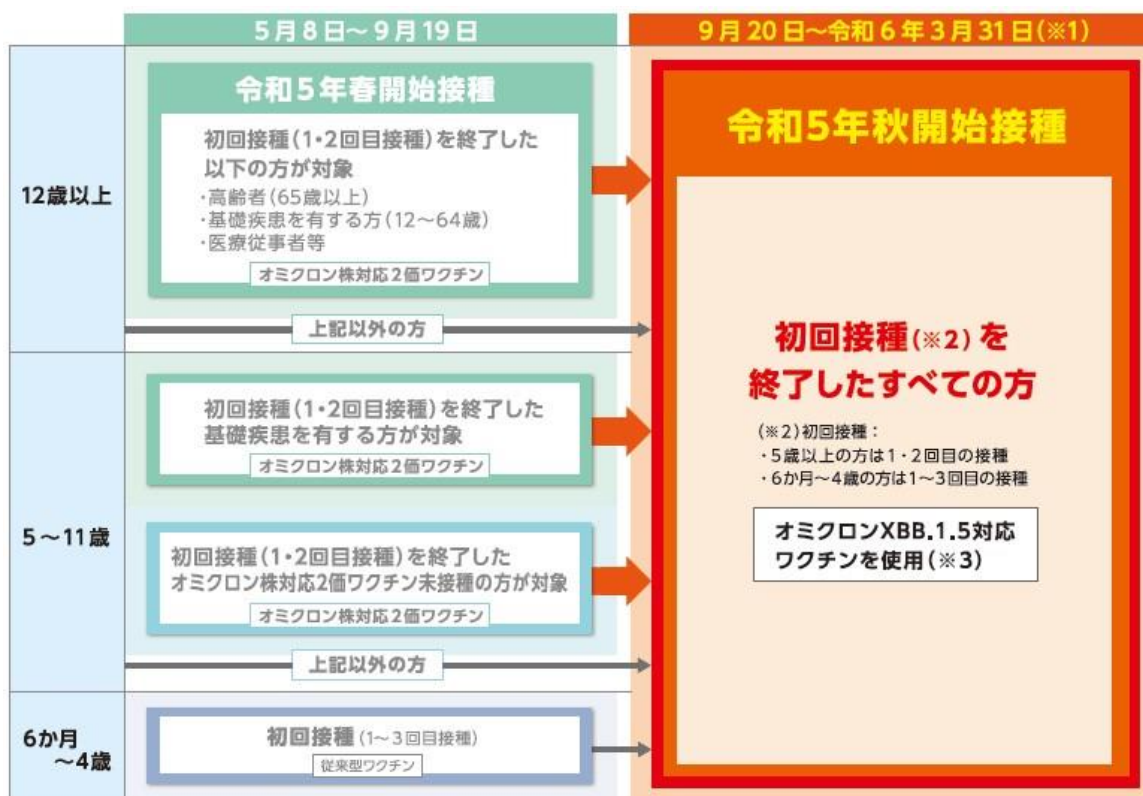 5月8日～9月19日
9月20日～令和6年3月31日(※1)
12歳以上
令和5年春開始接種
初回接種(1・2回目接種)を終了した
以下の方が対象
・高齢者(65歳以上)
・基礎疾患を有する方(12～64歳)
・医療従事者等
オミクロン株対応2価ワクチン
上記以外の方
5～11歳
初回接種(1・2回目接種)を終了した
基礎疾患を有する方が対象
オミクロン株対応2価ワクチン
初回接種(1・2回目接種)を終了した
オミクロン株対応2価ワクチン未接種の方が対象
オミクロン株対応2価ワクチン
上記以外の方
6か月
～4歳
初回接種(1～3回目接種)
従来型ワクチン
令和5年秋開始接種
初回接種(※2)を
終了したすべての方
(※2)初回接種：
・5歳以上の方は1・2回目の接種
・6か月～4歳の方は1～3回目の接種
オミクロンXBB.1.5対応
ワクチンを使用(※3)